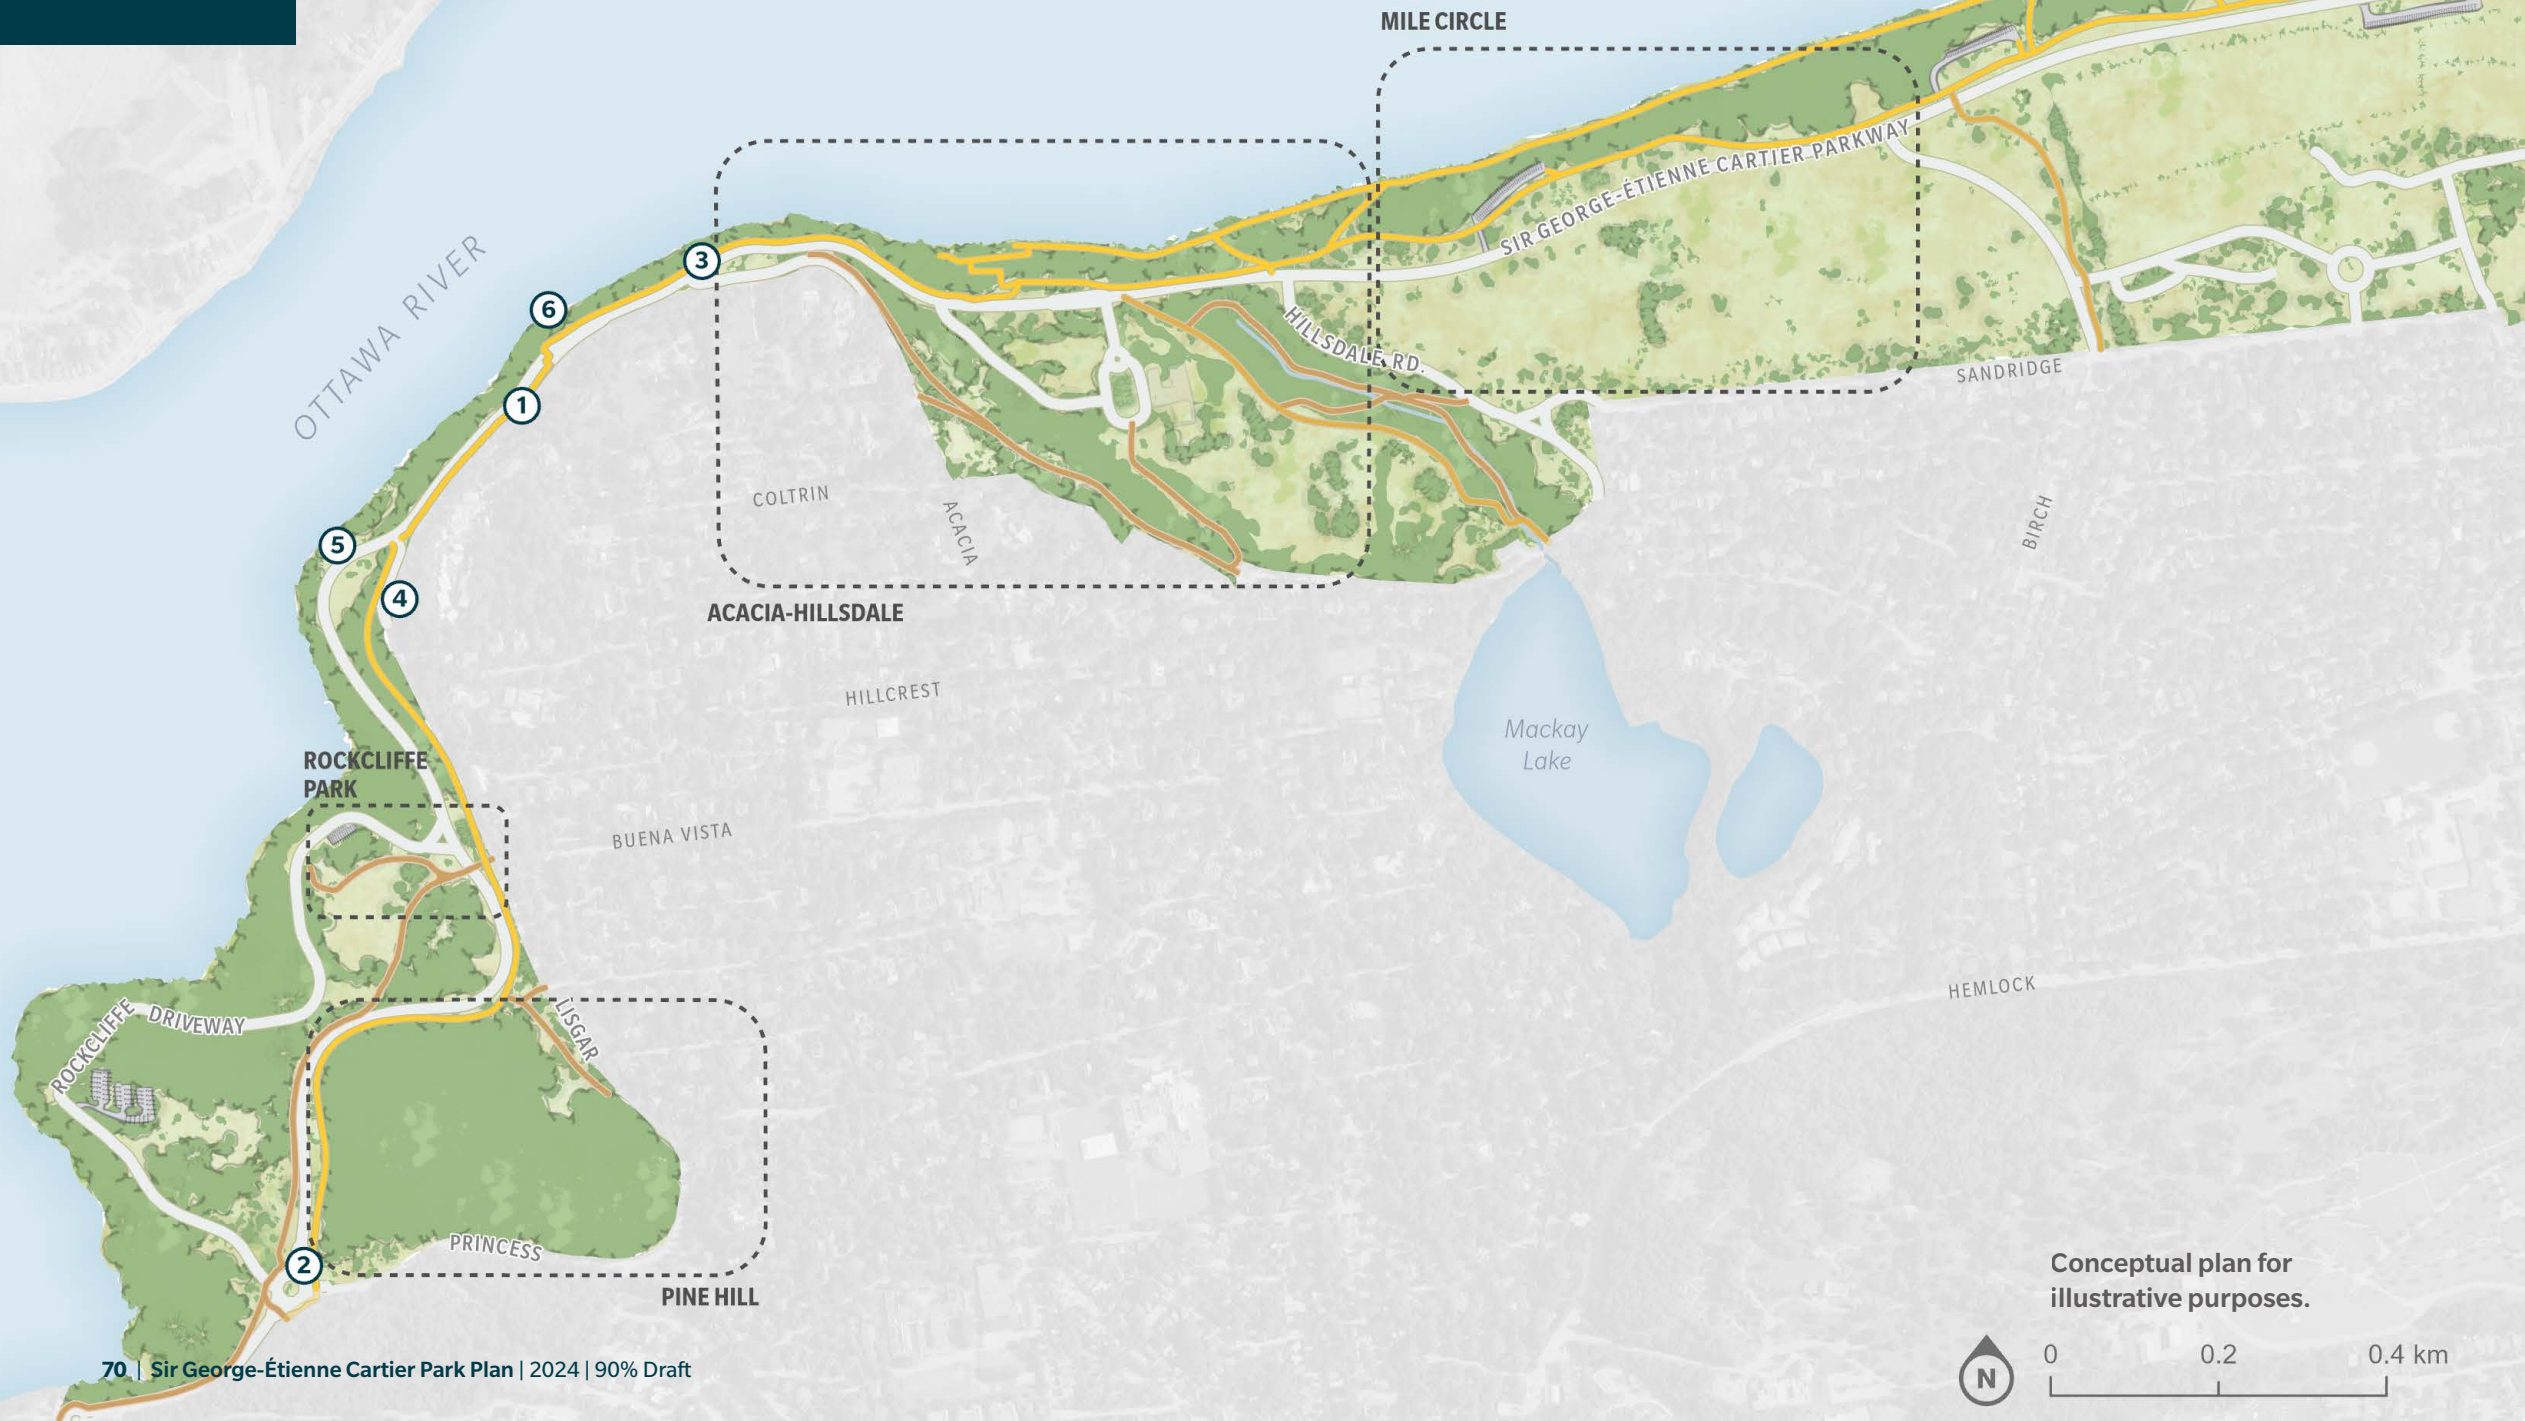 MILE CIRCLE
SIR GEORGE-ÉTIENNE CARTIER PARKWAY
OTTAWA RIVER
3
6
1
HILLSDALE RD.
SANDRIDGE
COLTRIN
ACACIA
BIRCH
5
4
ACACIA-HILLSDALE
HILLCREST
Mackay
Lake
ROCKCLIFFE
PARK
BUENA VISTA
HEMLOCK
ROCKCLIFFE DRIVEWAY
LISGAR
PRINCESS
2
PINE HILL
Conceptual plan for
illustrative purposes.
N
0 0.2 0.4 km
70 | Sir George-Étienne Cartier Park Plan | 2024 | 90% Draft